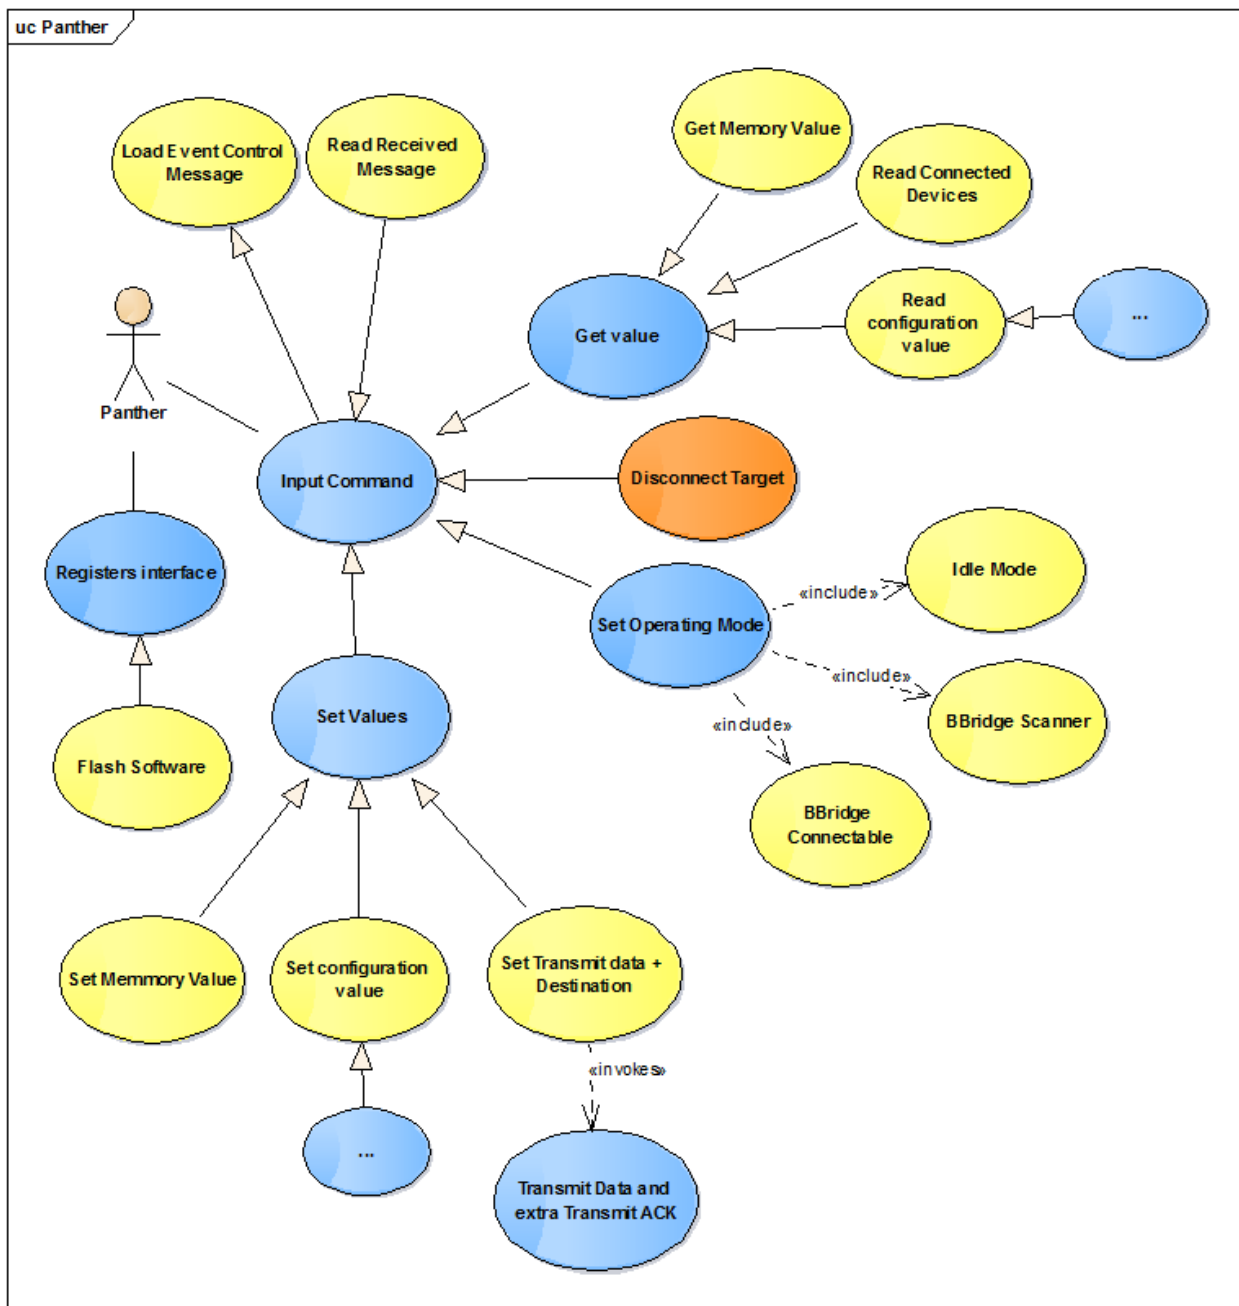 uc Panther
Load Event Control
Message
Read Received
Message
Get Memory Value
Read Connected
Devices
Get value
Read
configuration
value
...
Panther
Input Command
Disconnect Target
Registers interface
Set Operating Mode
«include»
Idle Mode
«include»
BBridge Scanner
«include»
BBridge
Connectable
Set Values
Flash Software
Set Memmory Value
Set configuration
value
Set Transmit data +
Destination
«invokes»
...
Transmit Data and
extra Transmit ACK